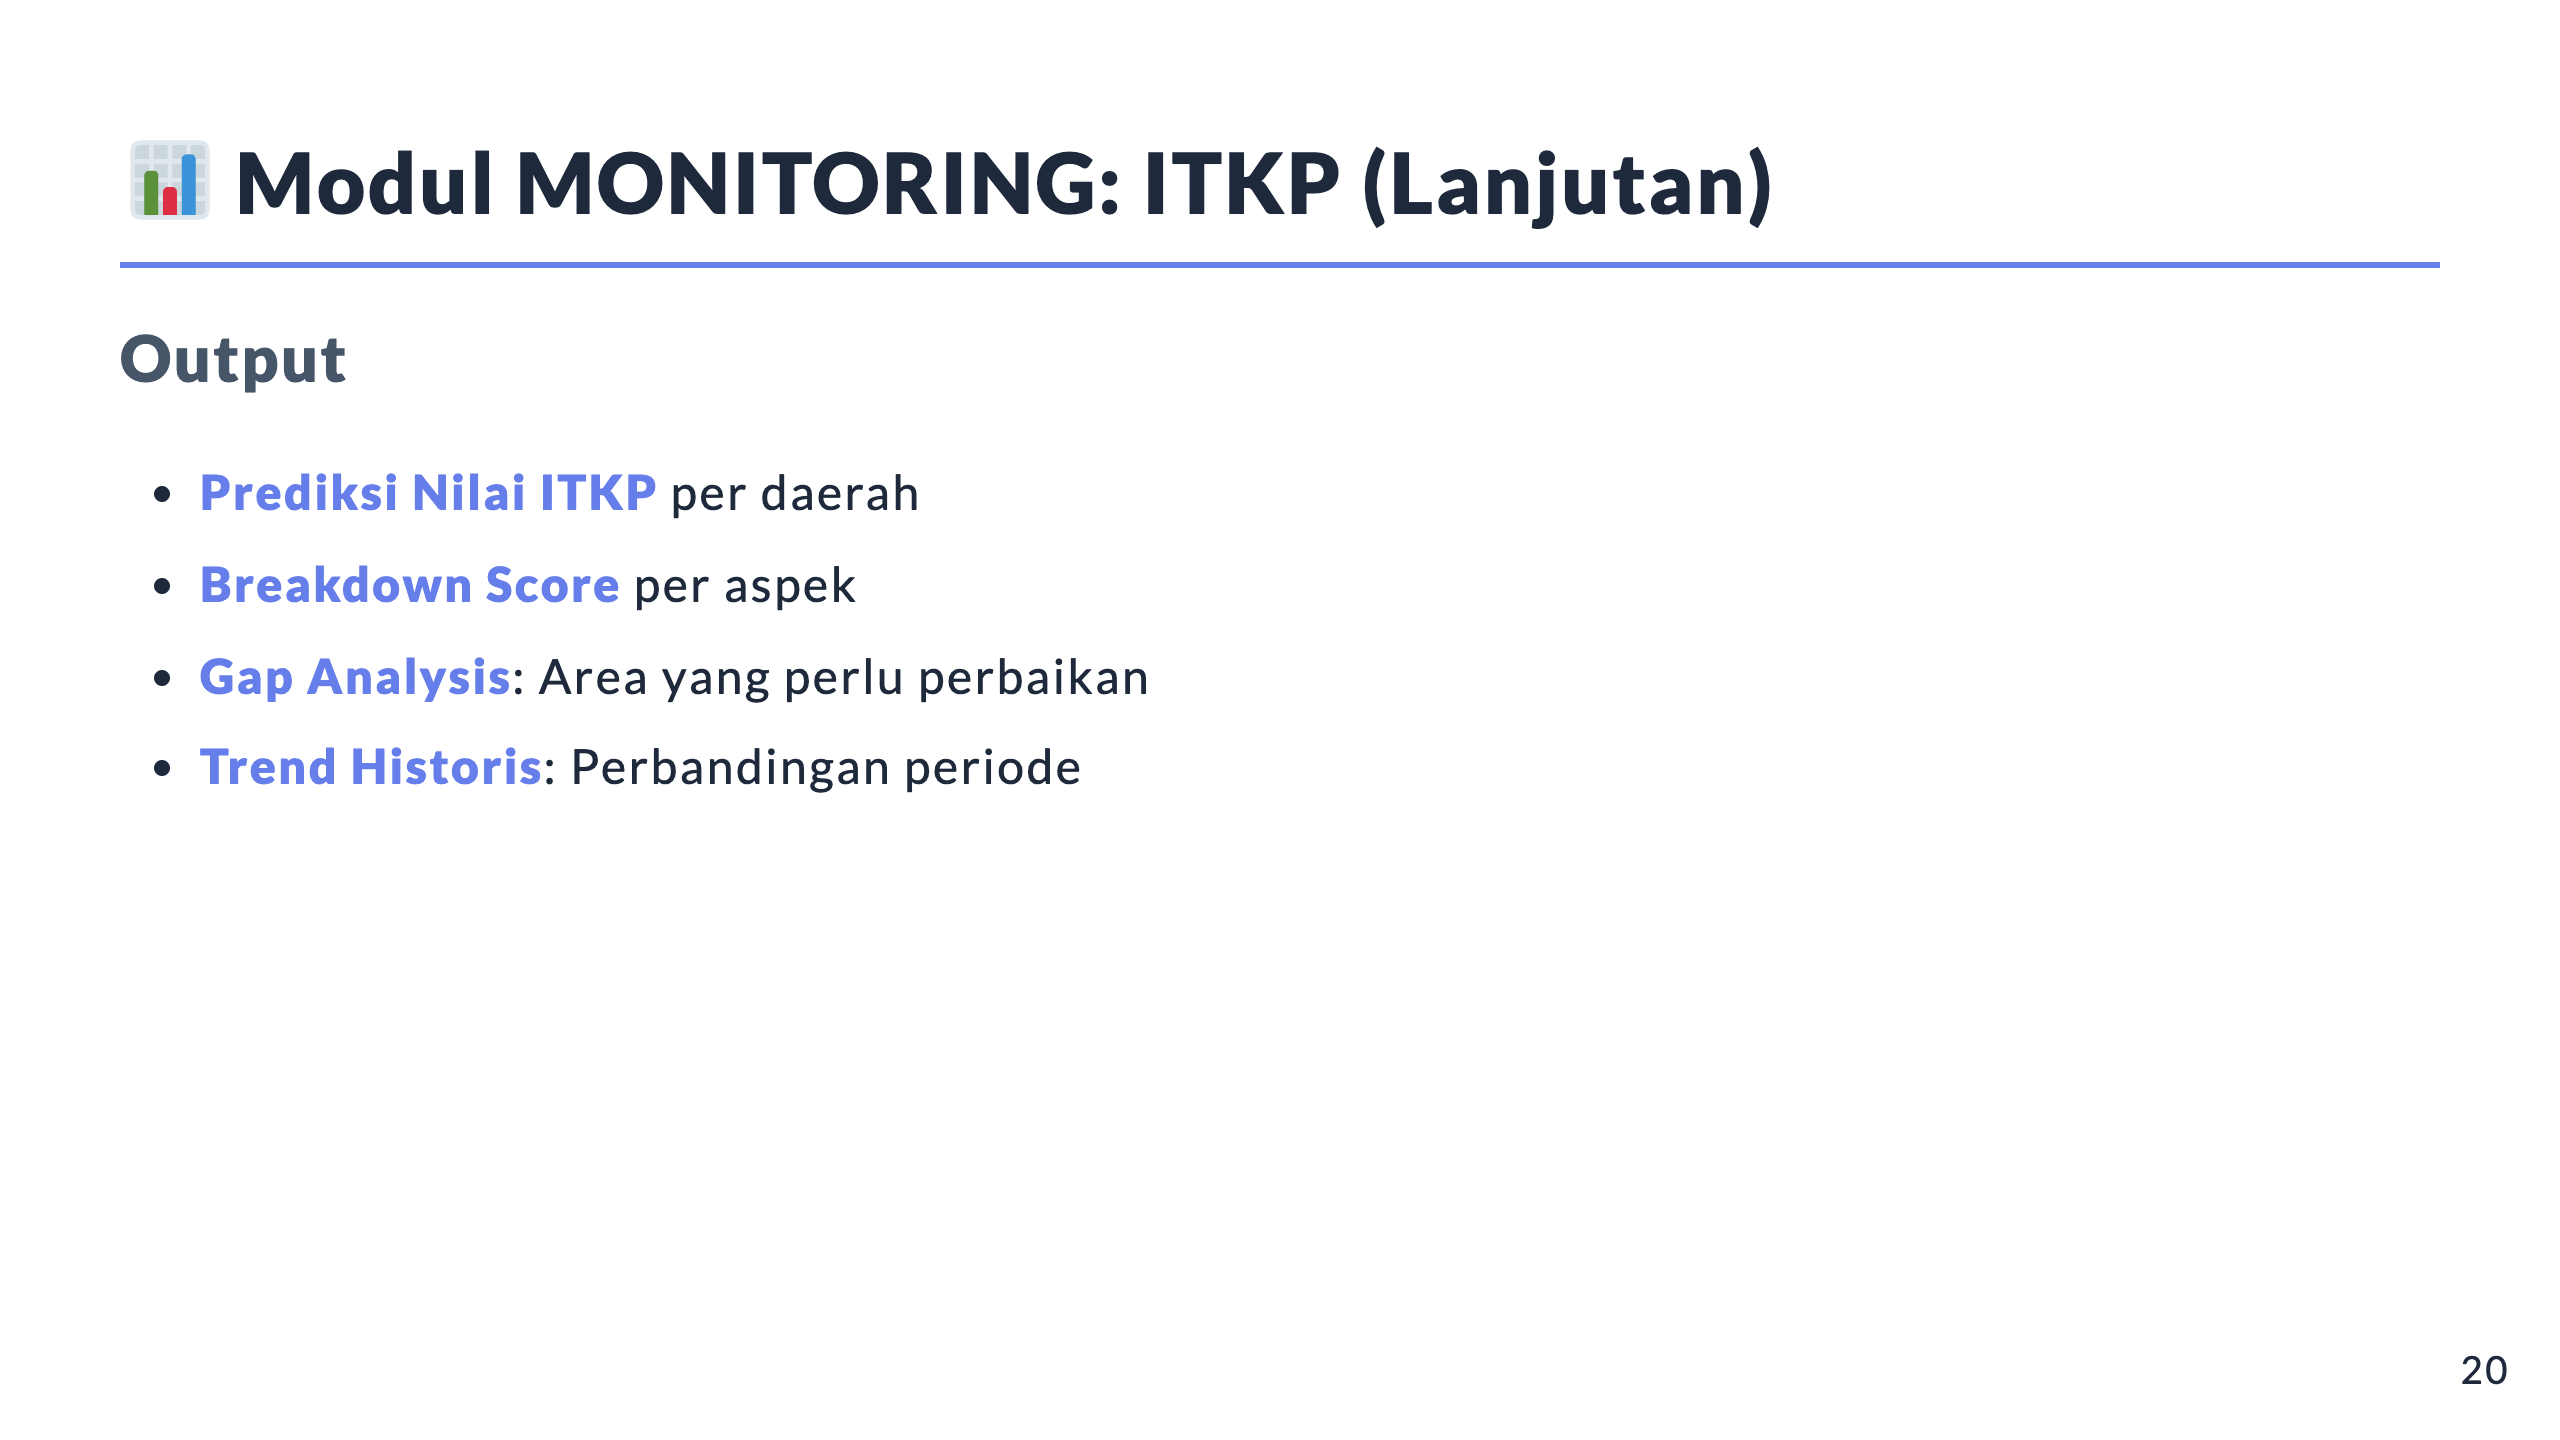 Modul MONITORING: ITKP (Lanjutan)
Output
• Prediksi Nilai ITKP per daerah
• Breakdown Score per aspek
• Gap Analysis: Area yang perlu perbaikan
• Trend Historis: Perbandingan periode
20